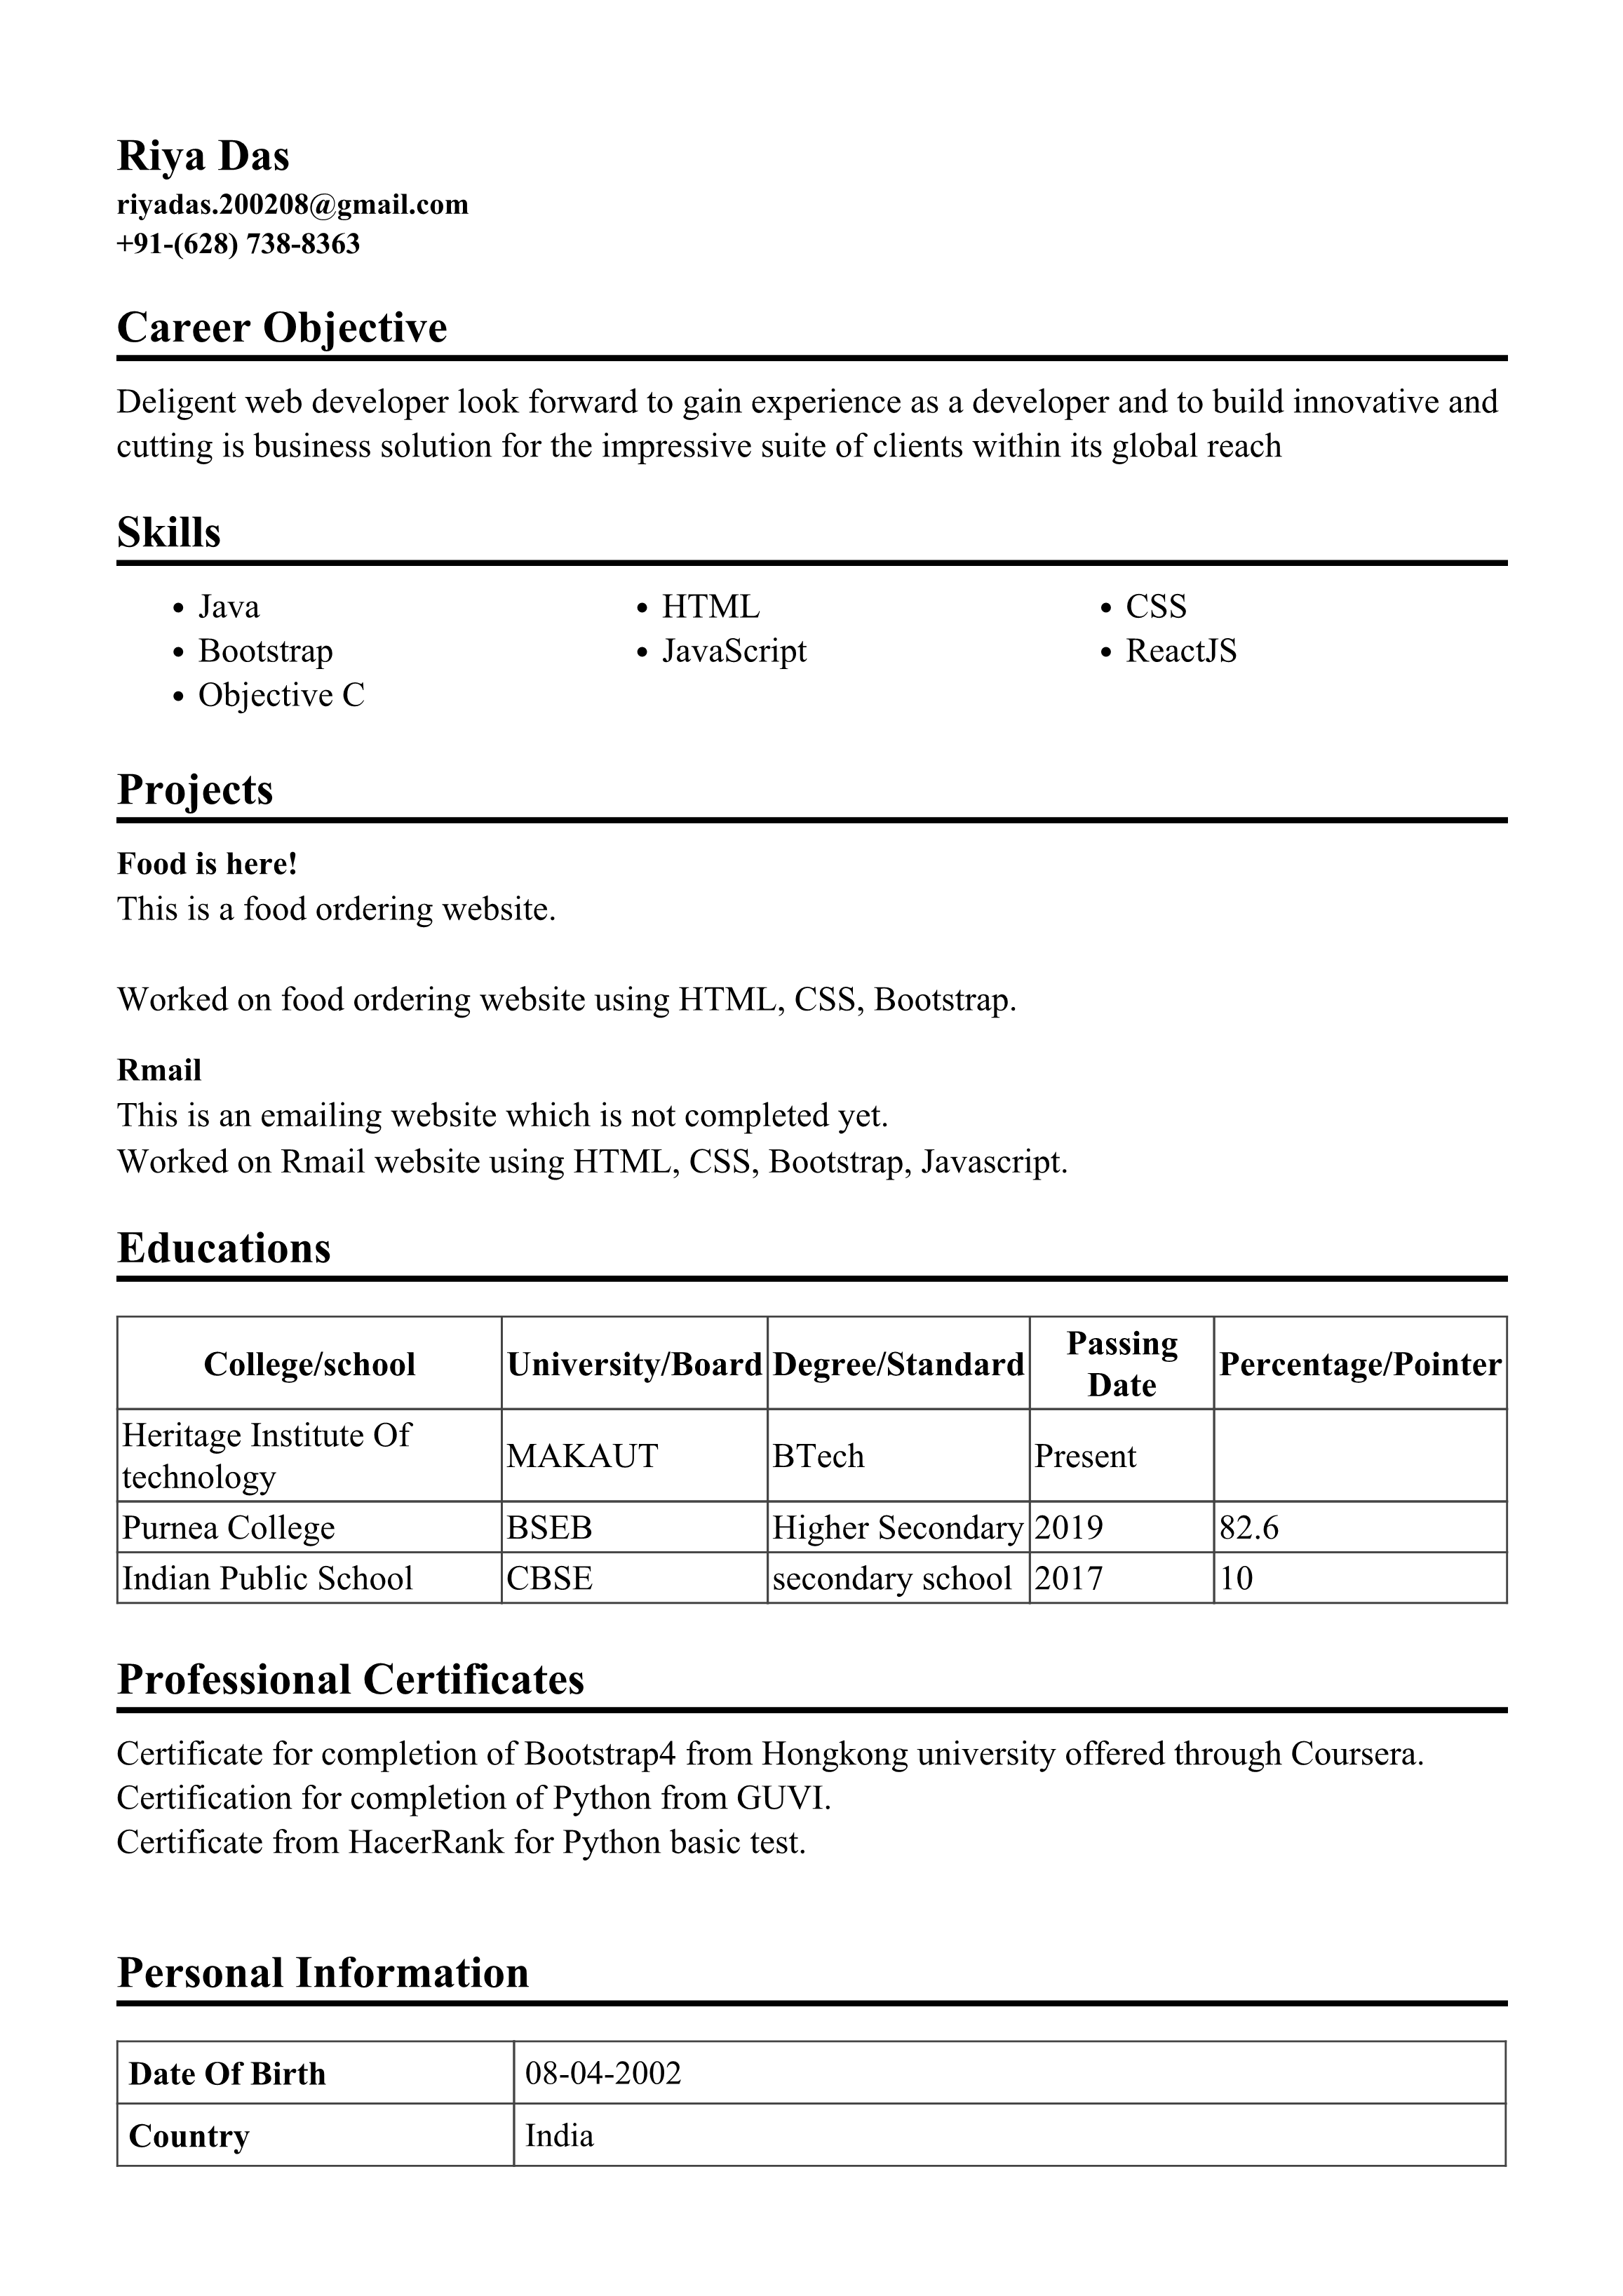 Riya Das
riyadas.200208@gmail.com
+91-(628) 738-8363
Career Objective
Deligent web developer look forward to gain experience as a developer and to build innovative and
cutting is business solution for the impressive suite of clients within its global reach
Skills
• Java • HTML • CSS
• Bootstrap • JavaScript • ReactJS
• Objective C
Projects
Food is here!
This is a food ordering website.
Worked on food ordering website using HTML, CSS, Bootstrap.
Rmail
This is an emailing website which is not completed yet.
Worked on Rmail website using HTML, CSS, Bootstrap, Javascript.
Educations
College/school University/Board Degree/Standard Passing Date Percentage/Pointer
Heritage Institute Of technology MAKAUT BTech Present
Purnea College BSEB Higher Secondary 2019 82.6
Indian Public School CBSE secondary school 2017 10
Professional Certificates
Certificate for completion of Bootstrap4 from Hongkong university offered through Coursera.
Certification for completion of Python from GUVI.
Certificate from HacerRank for Python basic test.
Personal Information
Date Of Birth 08-04-2002
Country India